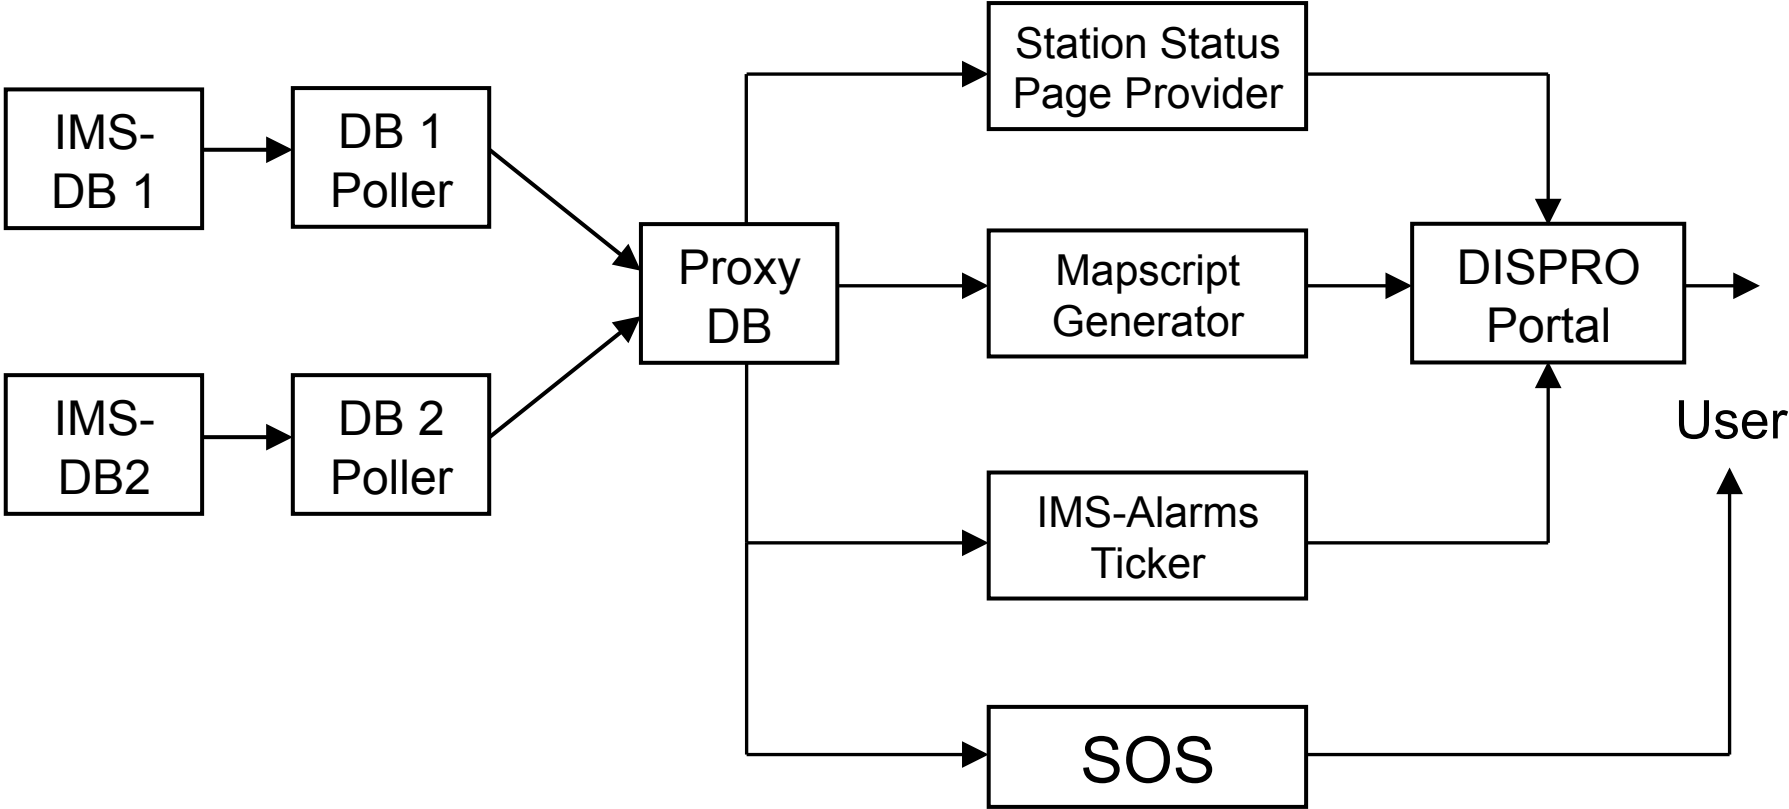 Station Status
Page Provider
IMS-
DB 1
DB 1
Poller
Proxy
DB
Mapscript
Generator
DISPRO
Portal
IMS-
DB2
DB 2
Poller
User
IMS-Alarms
Ticker
SOS